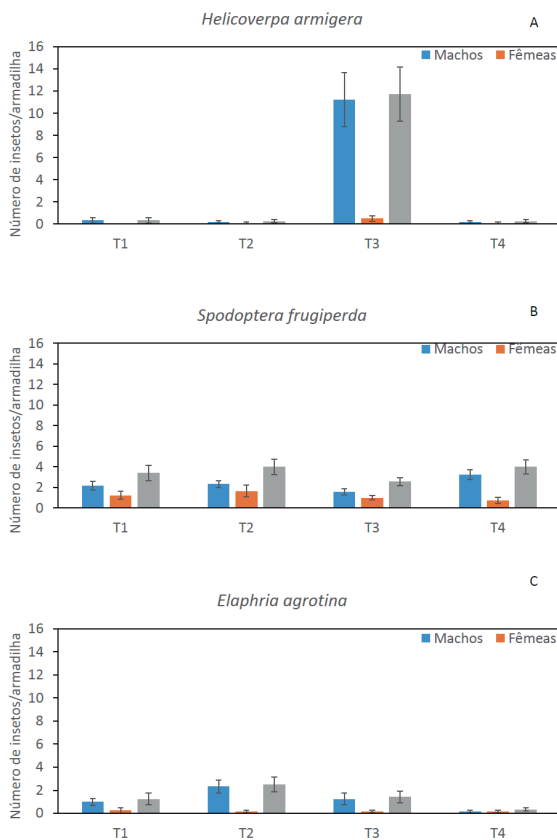 Helicoverpa armigera
A
Número de insetos/armadilha
16
14
12
10
8
6
4
2
0
Machos Fêmeas
T1 T2 T3 T4
Spodoptera frugiperda
B
Número de insetos/armadilha
16
14
12
10
8
6
4
2
0
Machos Fêmeas
T1 T2 T3 T4
C
Elaphria agrotina
Número de insetos/armadilha
16
14
12
10
8
6
4
2
0
Machos Fêmeas
T1 T2 T3 T4